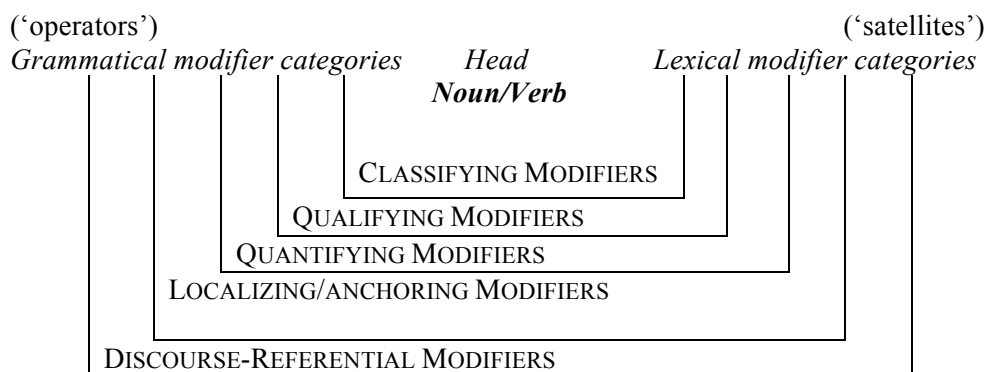 (‘operators’) (‘satellites’)
Grammatical modifier categories Head Lexical modifier categories
Noun/Verb
CLASSIFYING MODIFIERS
QUALIFYING MODIFIERS
QUANTIFYING MODIFIERS
LOCALIZING/ANCHORING MODIFIERS
DISCOURSE-REFERENTIAL MODIFIERS